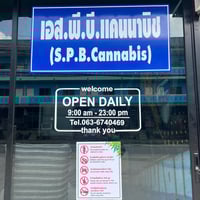 เอส.พี.บี.แคนนาบิช
(S.P.B.Cannabis)
welcome
OPEN DAILY
9:00 am - 23:00 pm
Tel.063-6740469
thank you